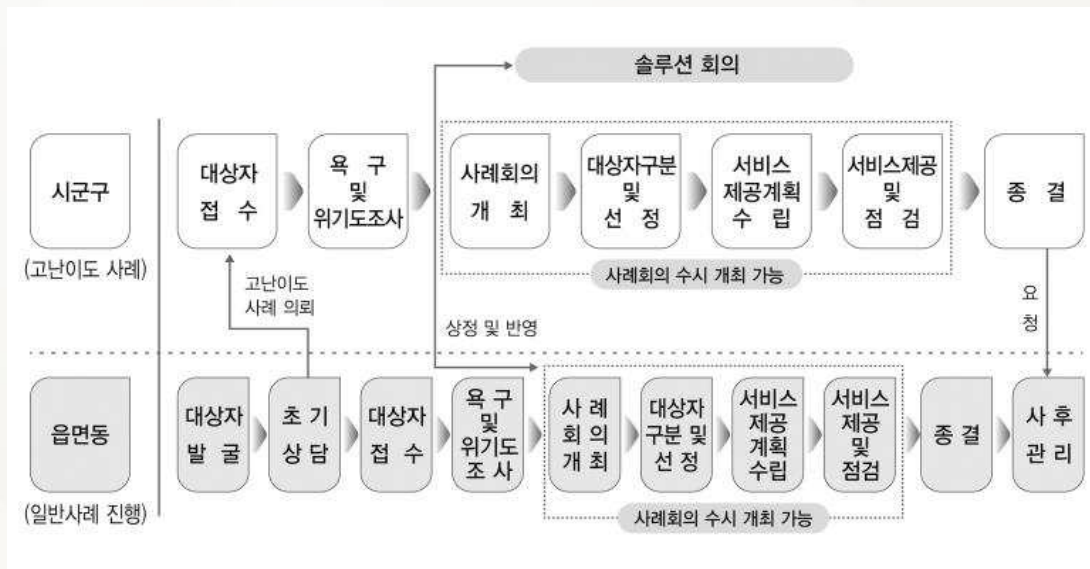 솔루션 회의
시군구
(고난이도 사례)
대상자
접 수
욕 구
및
위기도조사
사례회의
개 최
대상자구분
및
선 정
서비스
제공계획
수 립
서비스제공
및
점 검
종 결
사례회의 수시 개최 가능
고난이도
사례 의뢰
상정 및 반영
요
청
읍면동
(일반사례 진행)
대상자
발 굴
초 기
상 담
대상자
접 수
욕 구
및
위기도
조 사
사 례
회 의
개 최
대상자
구분 및
선 정
서비스
제공
계획
수립
서비스
제공
및
점검
종 결
사 후
관 리
사례회의 수시 개최 가능